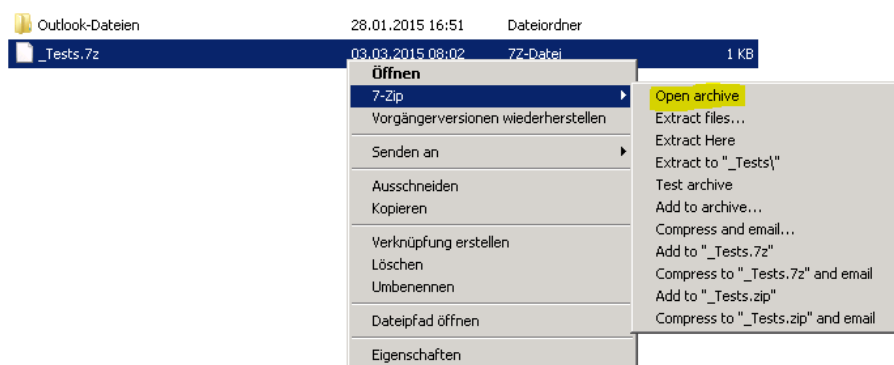 Outlook-Dateien 28.01.2015 16:51 Dateiordner
_Tests.7z 03.03.2015 08:02 7Z-Datei 1 KB
Öffnen
7-Zip
Vorgängerversionen wiederherstellen
Senden an
Ausschneiden
Kopieren
Verknüpfung erstellen
Löschen
Umbenennen
Dateipfad öffnen
Eigenschaften
Open archive
Extract files...
Extract Here
Extract to "_Tests\"
Test archive
Add to archive...
Compress and email...
Add to "_Tests.7z"
Compress to "_Tests.7z" and email
Add to "_Tests.zip"
Compress to "_Tests.zip" and email